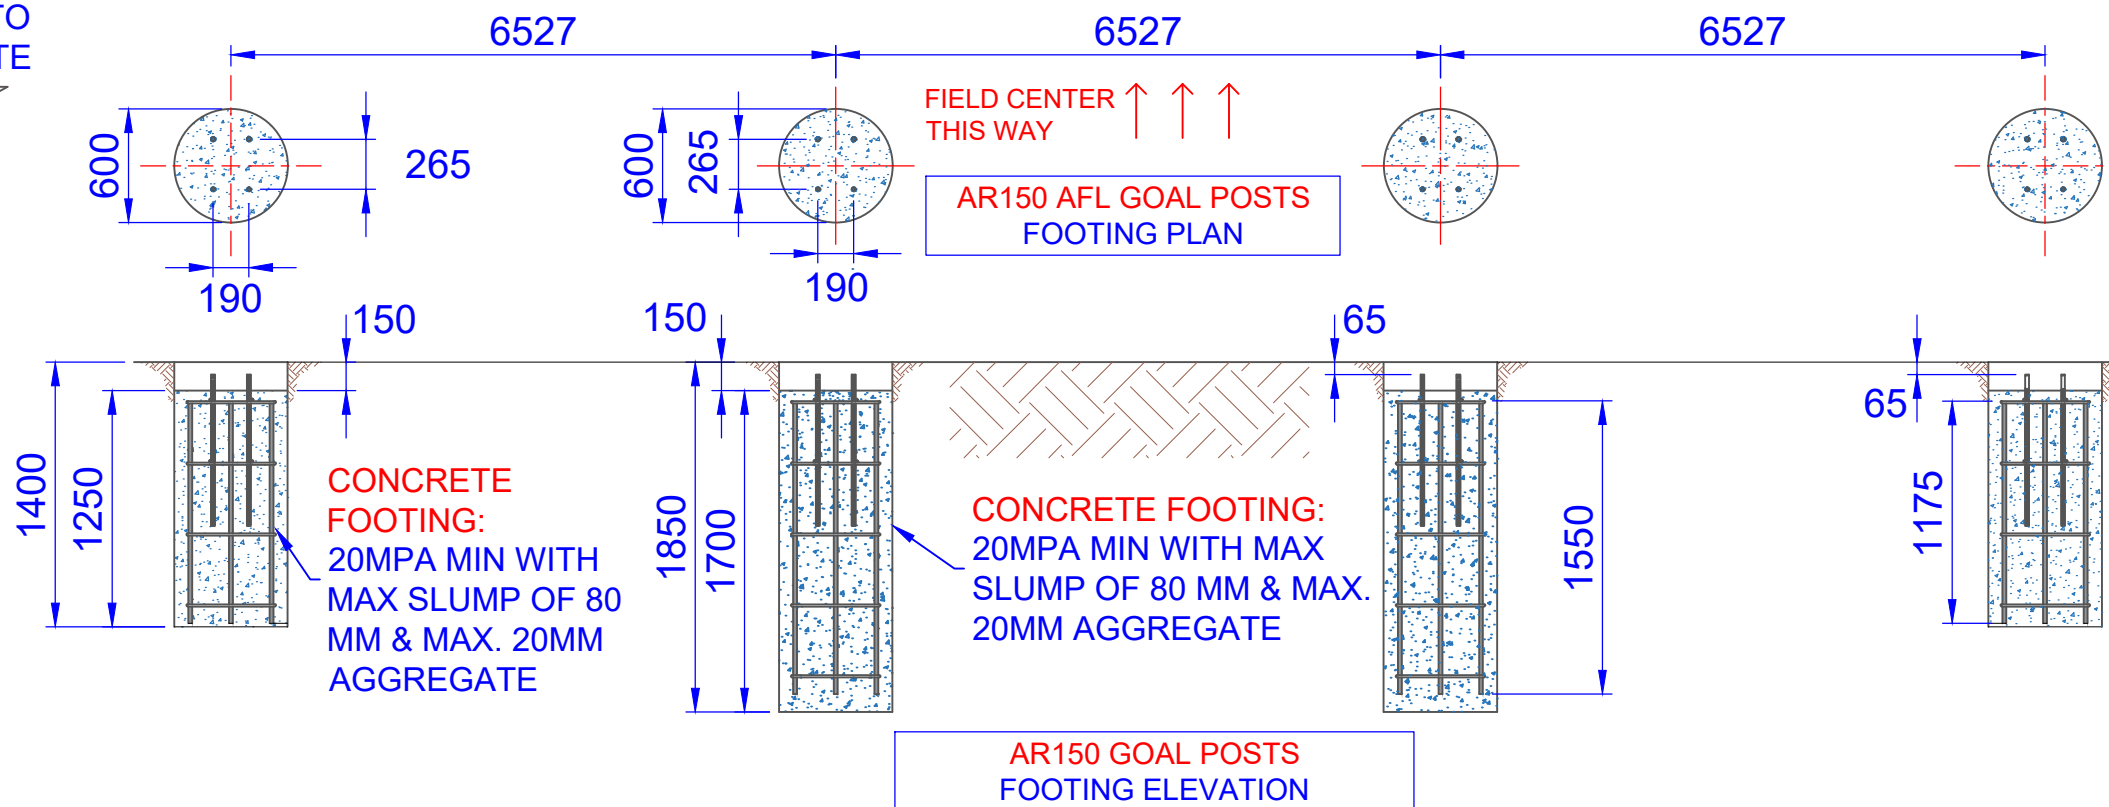 TO
TE
6527
6527
6527
600
265
190
600
265
190
FIELD CENTER
THIS WAY
AR150 AFL GOAL POSTS
FOOTING PLAN
150
150
65
65
1400
1250
CONCRETE
FOOTING:
20MPA MIN WITH
MAX SLUMP OF 80
MM & MAX. 20MM
AGGREGATE
1850
1700
CONCRETE FOOTING:
20MPA MIN WITH MAX
SLUMP OF 80 MM & MAX.
20MM AGGREGATE
1550
1175
AR150 GOAL POSTS
FOOTING ELEVATION